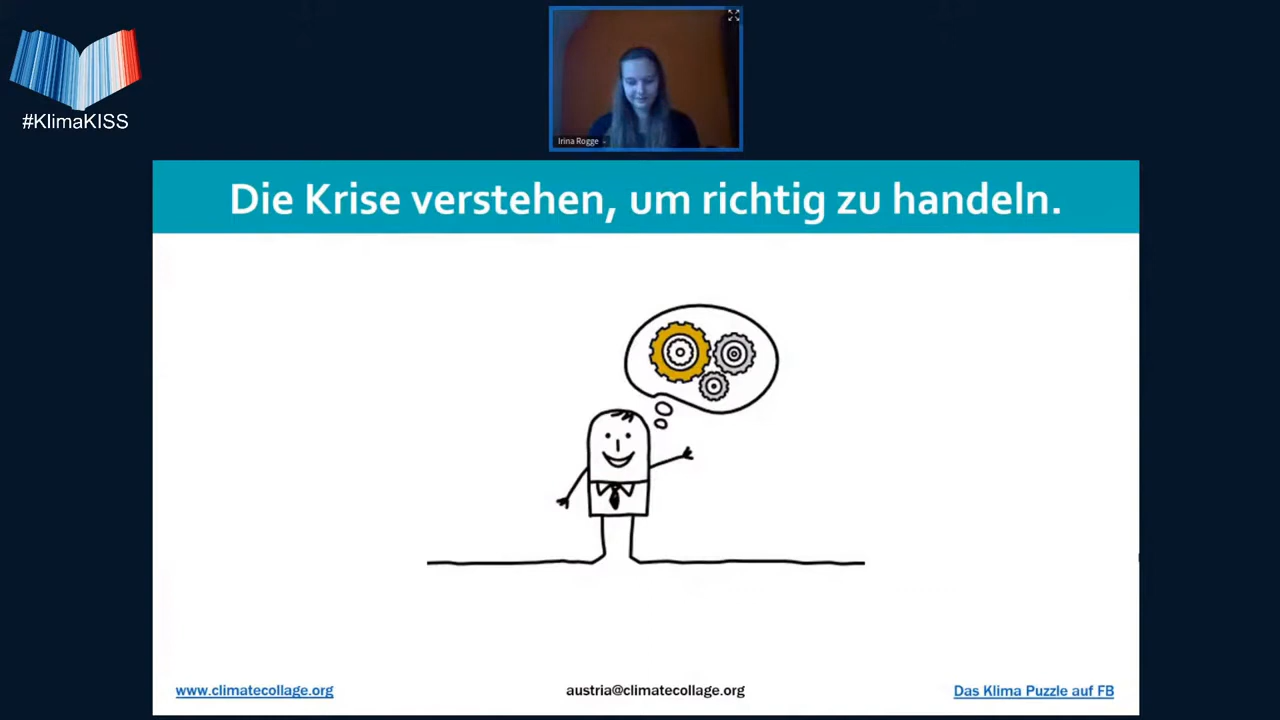 #KlimaKISS
Irina Rogge
Die Krise verstehen, um richtig zu handeln.
www.climatecollage.org
austria@climatecollage.org
Das Klima Puzzle auf FB